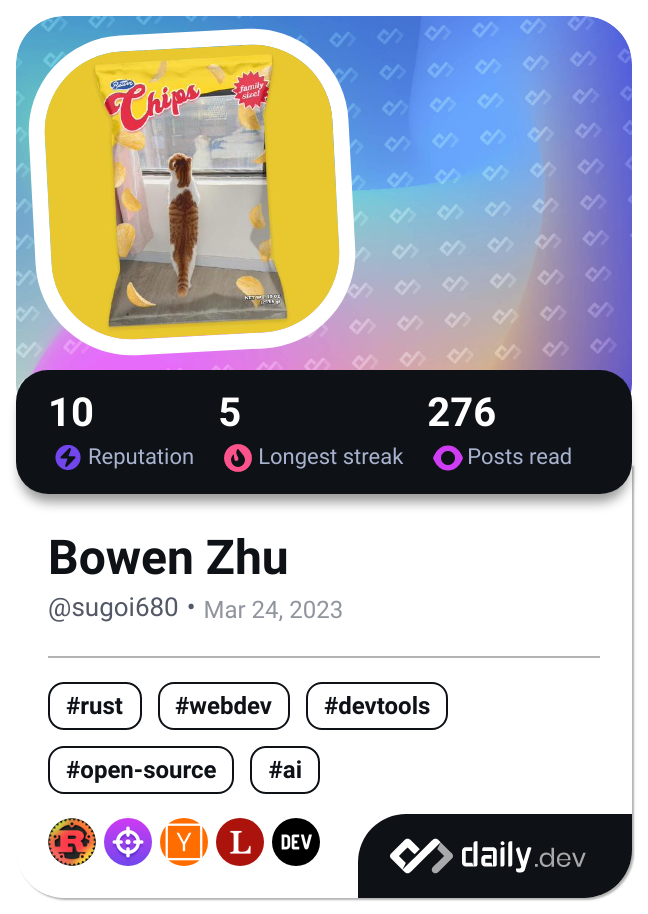 Chips
family
size!
10 5 276
Reputation Longest streak Posts read
Bowen Zhu
@sugoi680 • Mar 24, 2023
#rust #webdev #devtools
#open-source #ai
R Y L DEV
daily.dev